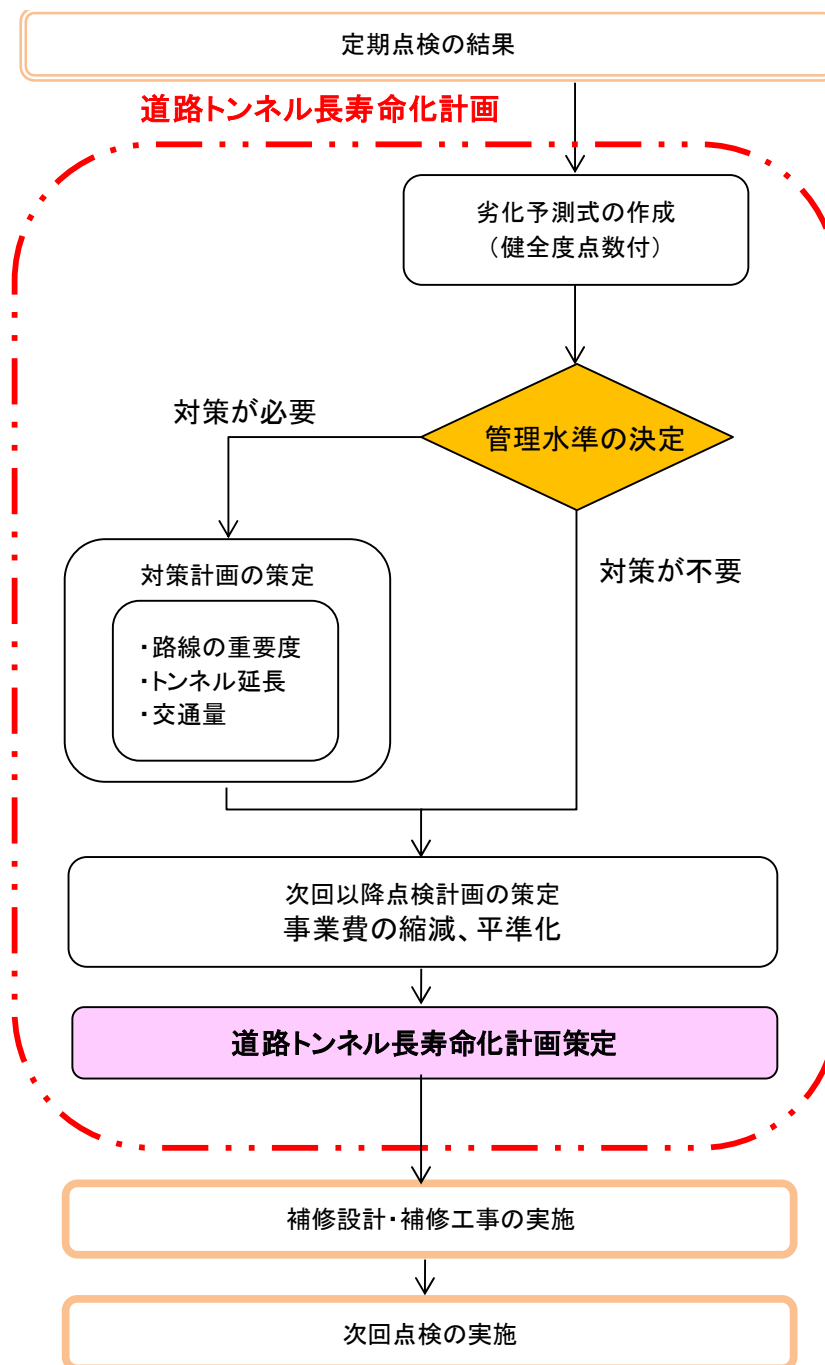 定期点検の結果
道路トンネル長寿命化計画
劣化予測式の作成
（健全度点数付）
管理水準の決定
対策が必要
対策が不要
対策計画の策定
・路線の重要度
・トンネル延長
・交通量
次回以降点検計画の策定
事業費の縮減、平準化
道路トンネル長寿命化計画策定
補修設計・補修工事の実施
次回点検の実施